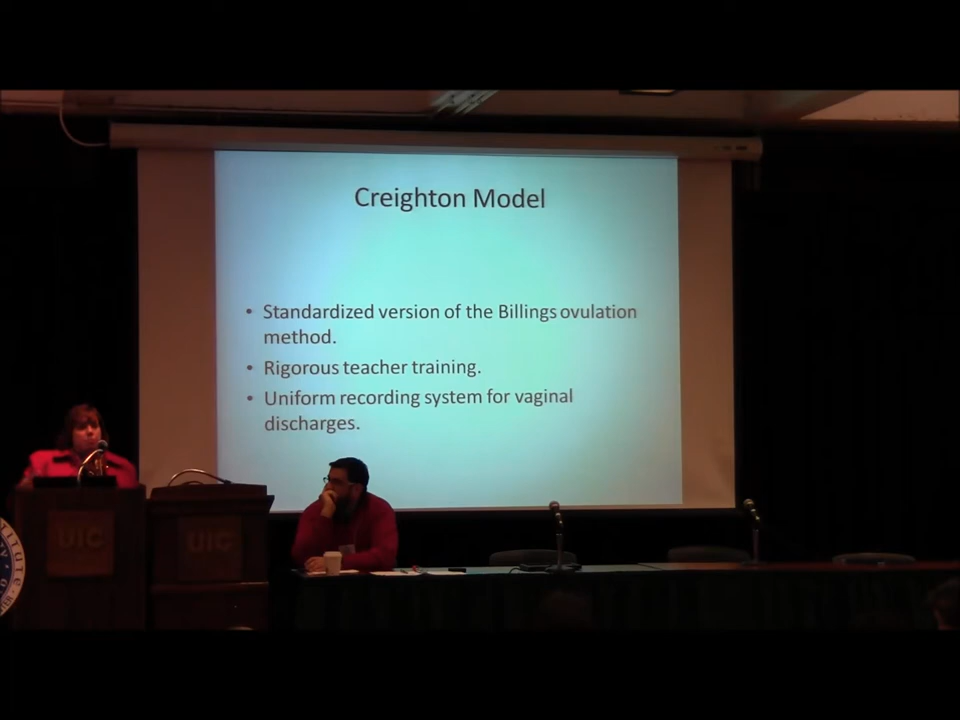 Creighton Model
• Standardized version of the Billings ovulation
method.
• Rigorous teacher training.
• Uniform recording system for vaginal
discharges.
UIC
UIC